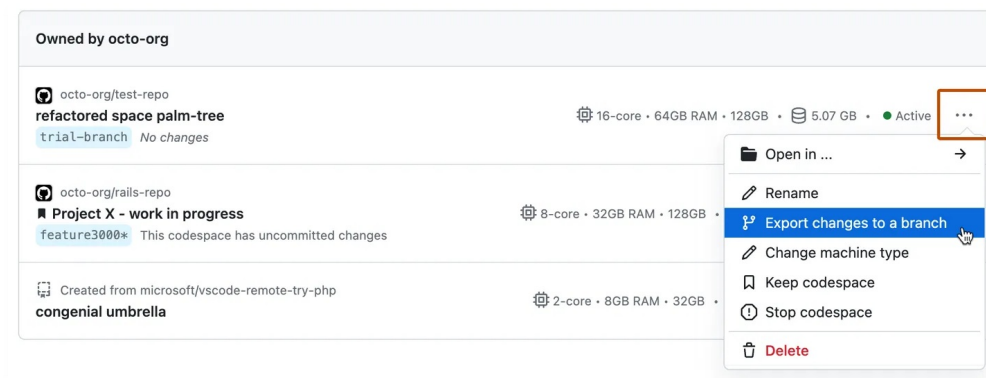 Owned by octo-org
octo-org/test-repo
refactored space palm-tree
16-core • 64GB RAM • 128GB • 5.07 GB • Active ...
trial-branch No changes
Open in ...
octo-org/rails-repo
Rename
Project X - work in progress
8-core • 32GB RAM • 128GB •
Export changes to a branch
feature3000* This codespace has uncommitted changes
Change machine type
Keep codespace
Created from microsoft/vscode-remote-try-php
2-core • 8GB RAM • 32GB •
congenial umbrella
Stop codespace
Delete